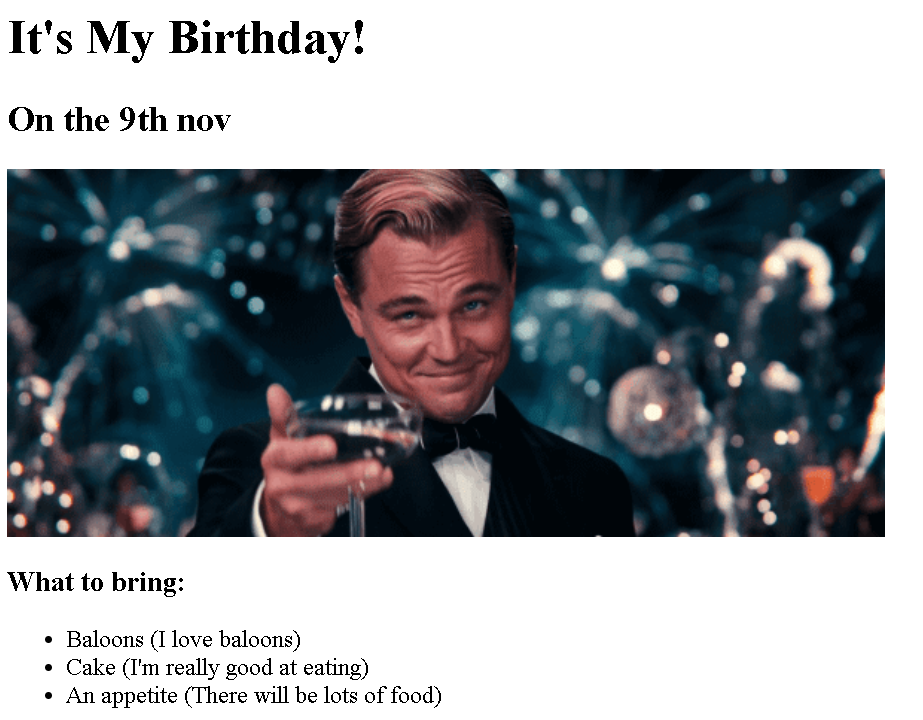 It's My Birthday!
On the 9th nov
What to bring:
Baloons (I love baloons)
Cake (I'm really good at eating)
An appetite (There will be lots of food)